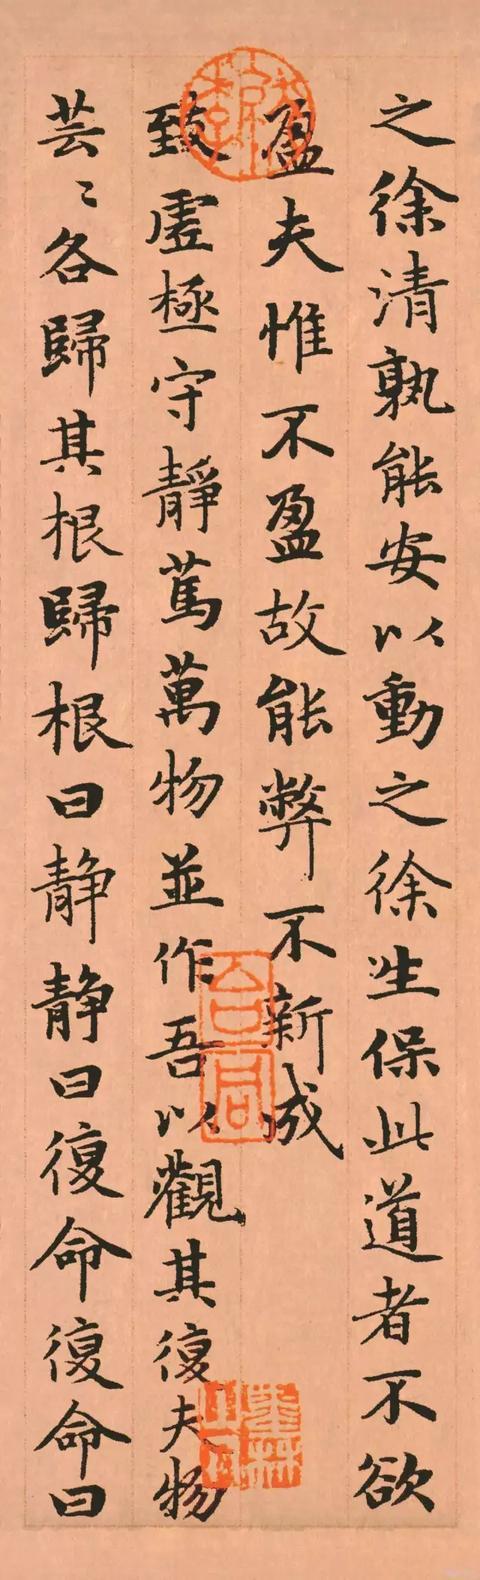 之徐清孰能安以動之徐生保此道者不欲
盈夫惟不盈故能弊不新成
致虛極守靜篤萬物並作吾以觀其復夫物
芸〻各歸其根歸根曰靜靜曰復命復命曰